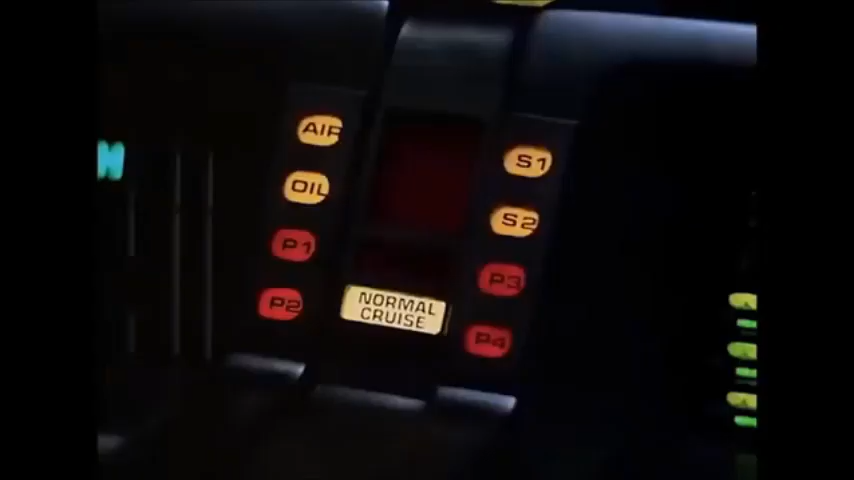 AIR
OIL
P1
P2
NORMAL
CRUISE
S1
S2
P3
P4